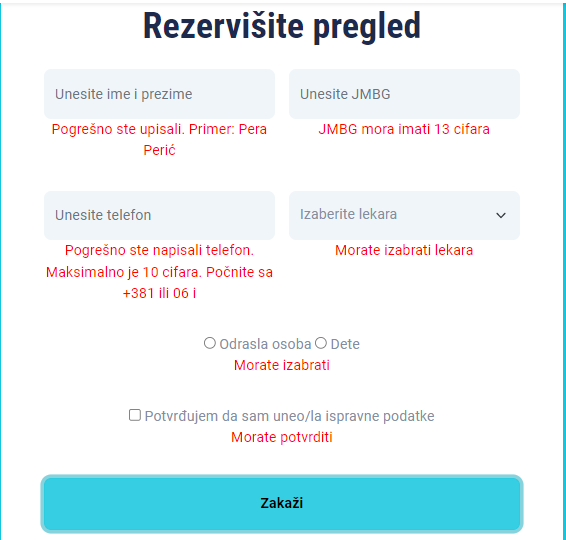 Rezervišite pregled
Unesite ime i prezime
Unesite JMBG
Pogrešno ste upisali. Primer: Pera
Perić
JMBG mora imati 13 cifara
Unesite telefon
Izaberite lekara
Pogrešno ste napisali telefon.
Maksimalno je 10 cifara. Počnite sa
+381 ili 06 i
Morate izabrati lekara
Odrasla osoba Dete
Morate izabrati
Potvrđujem da sam uneo/la ispravne podatke
Morate potvrditi
Zakaži